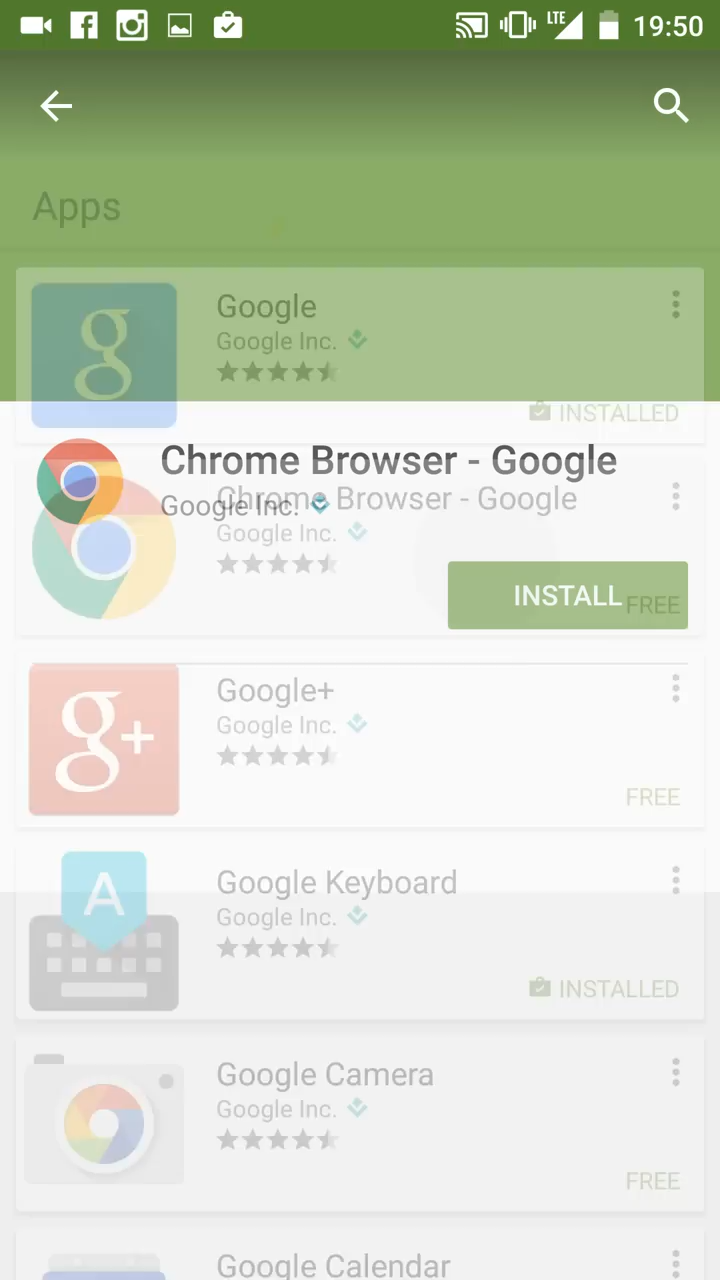 LTE 19:50
Apps
Google
Google Inc.
INSTALLED
Chrome Browser - Google
Google Inc.
Chrome Browser - Google
Google Inc.
INSTALL
FREE
Google+
Google Inc.
FREE
A
Google Keyboard
Google Inc.
INSTALLED
Google Camera
Google Inc.
FREE
Google Calendar